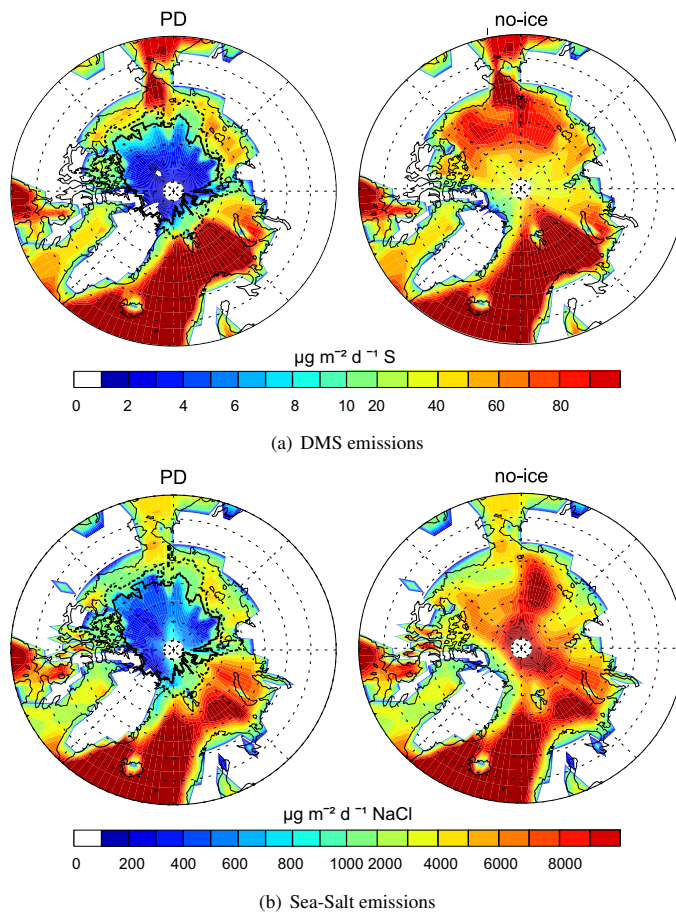 PD no-ice
µg m⁻² d⁻¹ S
0 2 4 6 8 10 20 40 60 80
(a) DMS emissions
PD no-ice
µg m⁻² d⁻¹ NaCl
0 200 400 600 800 1000 2000 4000 6000 8000
(b) Sea-Salt emissions